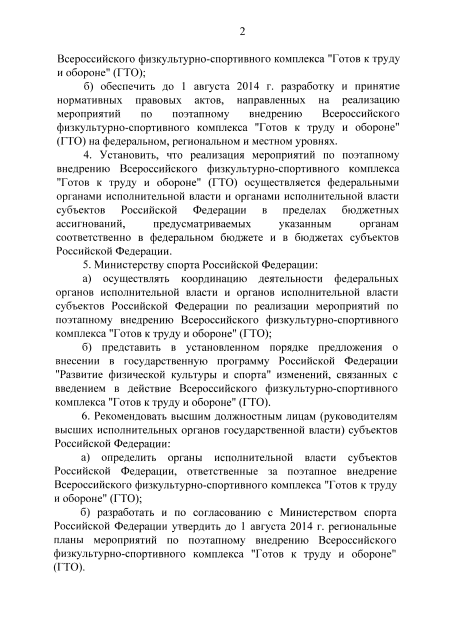 2
Всероссийского физкультурно-спортивного комплекса "Готов к труду
и обороне" (ГТО);
б) обеспечить до 1 августа 2014 г. разработку и принятие
нормативных правовых актов, направленных на реализацию
мероприятий по поэтапному внедрению Всероссийского
физкультурно-спортивного комплекса "Готов к труду и обороне"
(ГТО) на федеральном, региональном и местном уровнях.
4. Установить, что реализация мероприятий по поэтапному
внедрению Всероссийского физкультурно-спортивного комплекса
"Готов к труду и обороне" (ГТО) осуществляется федеральными
органами исполнительной власти и органами исполнительной власти
субъектов Российской Федерации в пределах бюджетных
ассигнований, предусматриваемых указанным органам
соответственно в федеральном бюджете и в бюджетах субъектов
Российской Федерации.
5. Министерству спорта Российской Федерации:
а) осуществлять координацию деятельности федеральных
органов исполнительной власти и органов исполнительной власти
субъектов Российской Федерации по реализации мероприятий по
поэтапному внедрению Всероссийского физкультурно-спортивного
комплекса "Готов к труду и обороне" (ГТО);
б) представить в установленном порядке предложения о
внесении в государственную программу Российской Федерации
"Развитие физической культуры и спорта" изменений, связанных с
введением в действие Всероссийского физкультурно-спортивного
комплекса "Готов к труду и обороне" (ГТО).
6. Рекомендовать высшим должностным лицам (руководителям
высших исполнительных органов государственной власти) субъектов
Российской Федерации:
а) определить органы исполнительной власти субъектов
Российской Федерации, ответственные за поэтапное внедрение
Всероссийского физкультурно-спортивного комплекса "Готов к труду
и обороне" (ГТО);
б) разработать и по согласованию с Министерством спорта
Российской Федерации утвердить до 1 августа 2014 г. региональные
планы мероприятий по поэтапному внедрению Всероссийского
физкультурно-спортивного комплекса "Готов к труду и обороне"
(ГТО).